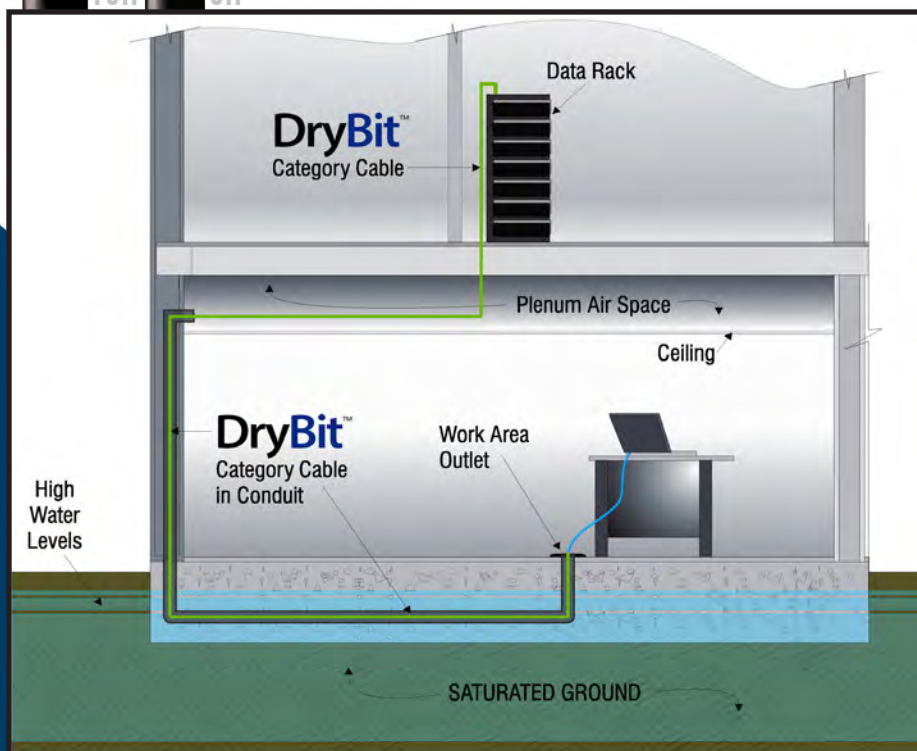 Data Rack
DryBit™
Category Cable
Plenum Air Space
Ceiling
DryBit™
Category Cable
in Conduit
Work Area
Outlet
High
Water
Levels
SATURATED GROUND